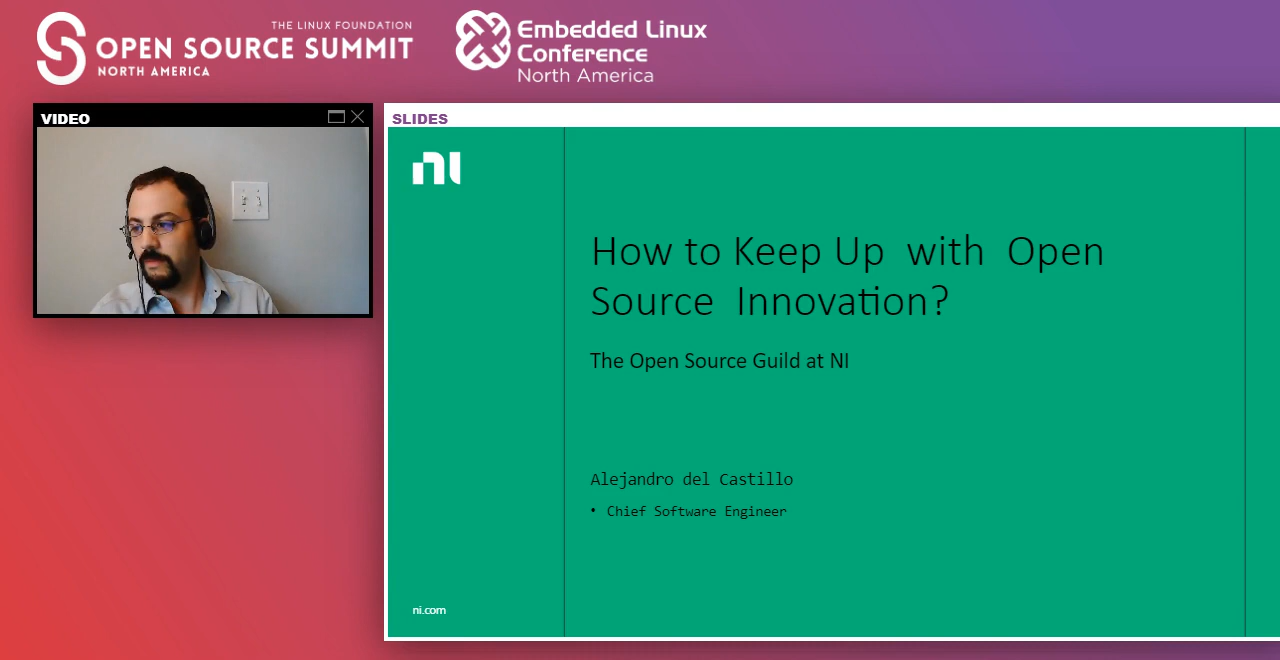 THE LINUX FOUNDATION
OPEN SOURCE SUMMIT
NORTH AMERICA
Embedded Linux
Conference
North America
VIDEO
SLIDES
ni
How to Keep Up with Open
Source Innovation?
The Open Source Guild at NI
Alejandro del Castillo
• Chief Software Engineer
ni.com